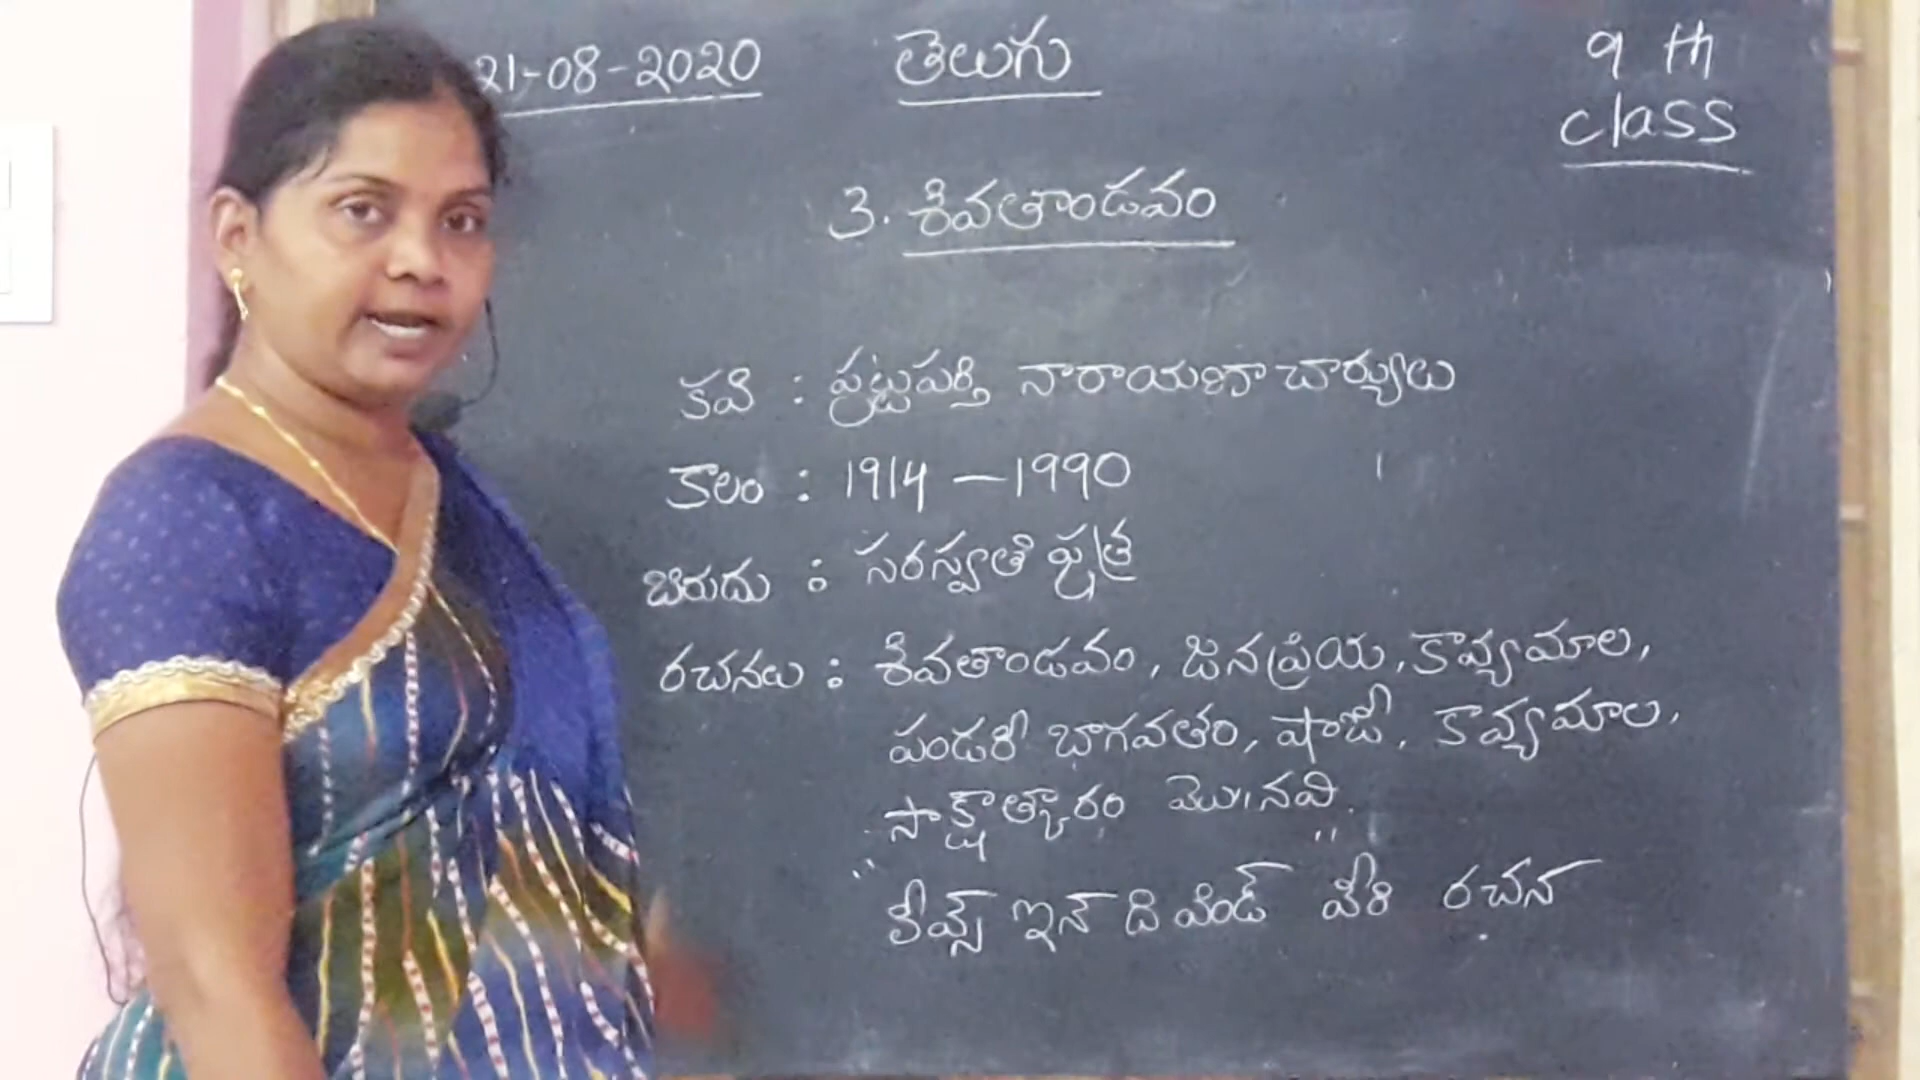 21-08-2020 తెలుగు 9 th
class
3. శివతాండవం
కవి : పుట్టపర్తి నారాయణాచార్యులు
కాలం : 1914 – 1990
బిరుదు : సరస్వతీ పుత్ర
రచనలు : శివతాండవం, జనప్రియ, కావ్యమాల,
పండరీ భాగవతం, షాజీ, కావ్యమాల,
సాక్షాత్కారం మొ॥నవి.
"లీవ్స్ ఇన్ ది విండ్" వీరి రచన